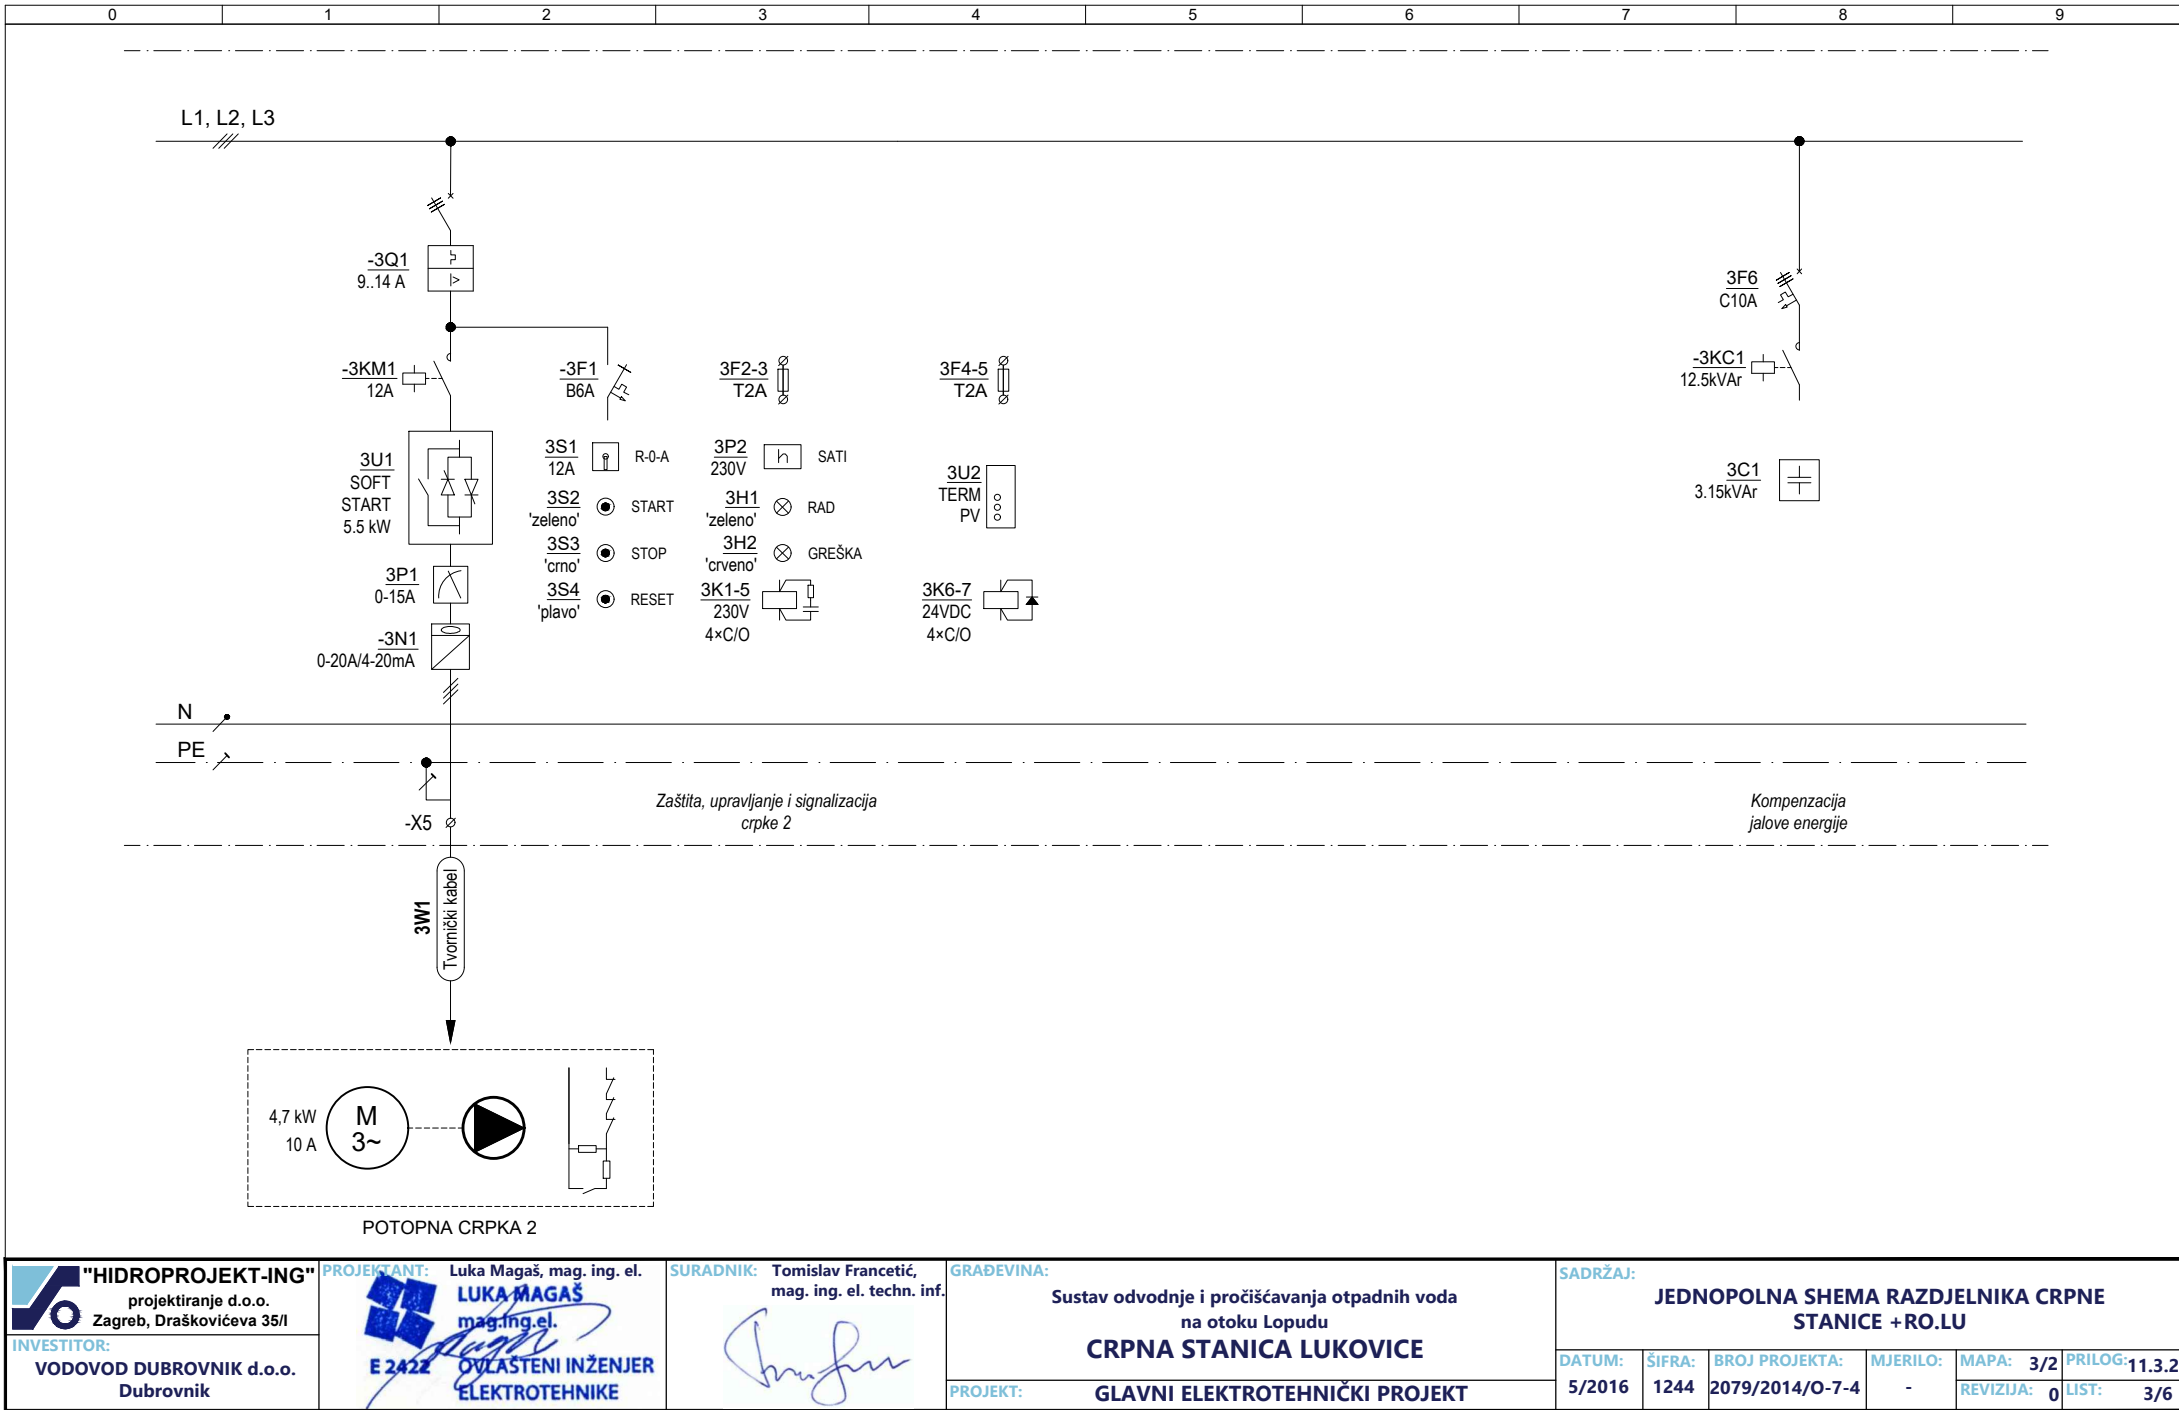 0 1 2 3 4 5 6 7 8 9
L1, L2, L3
-3Q1
9..14 A
3F6
C10A
-3KM1
12A
-3F1
B6A
3F2-3
T2A
3F4-5
T2A
-3KC1
12.5kVAr
3U1
SOFT
START
5.5 kW
3S1
12A
R-0-A
3P2
230V
h
SATI
3U2
TERM
PV
3C1
3.15kVAr
3S2
'zeleno'
START
3H1
'zeleno'
RAD
3S3
'crno'
STOP
3H2
'crveno'
GREŠKA
3P1
0-15A
3S4
'plavo'
RESET
3K1-5
230V
4×C/O
3K6-7
24VDC
4×C/O
-3N1
0-20A/4-20mA
N
PE
Zaštita, upravljanje i signalizacija
crpke 2
Kompenzacija
jalove energije
-X5
3W1
Tvornički kabel
4,7 kW
10 A
M
3~
POTOPNA CRPKA 2
"HIDROPROJEKT-ING"
projektiranje d.o.o.
Zagreb, Draškovićeva 35/I
INVESTITOR:
VODOVOD DUBROVNIK d.o.o.
Dubrovnik
PROJEKTANT: Luka Magaš, mag. ing. el.
LUKA MAGAŠ
mag.ing.el.
E 2422 OVLAŠTENI INŽENJER
ELEKTROTEHNIKE
SURADNIK: Tomislav Francetić,
mag. ing. el. techn. inf.
GRAĐEVINA:
Sustav odvodnje i pročišćavanja otpadnih voda
na otoku Lopudu
CRPNA STANICA LUKOVICE
PROJEKT: GLAVNI ELEKTROTEHNIČKI PROJEKT
SADRŽAJ:
JEDNOPOLNA SHEMA RAZDJELNIKA CRPNE
STANICE +RO.LU
DATUM: 5/2016
ŠIFRA: 1244
BROJ PROJEKTA: 2079/2014/O-7-4
MJERILO: -
MAPA: 3/2
PRILOG: 11.3.2
REVIZIJA: 0
LIST: 3/6